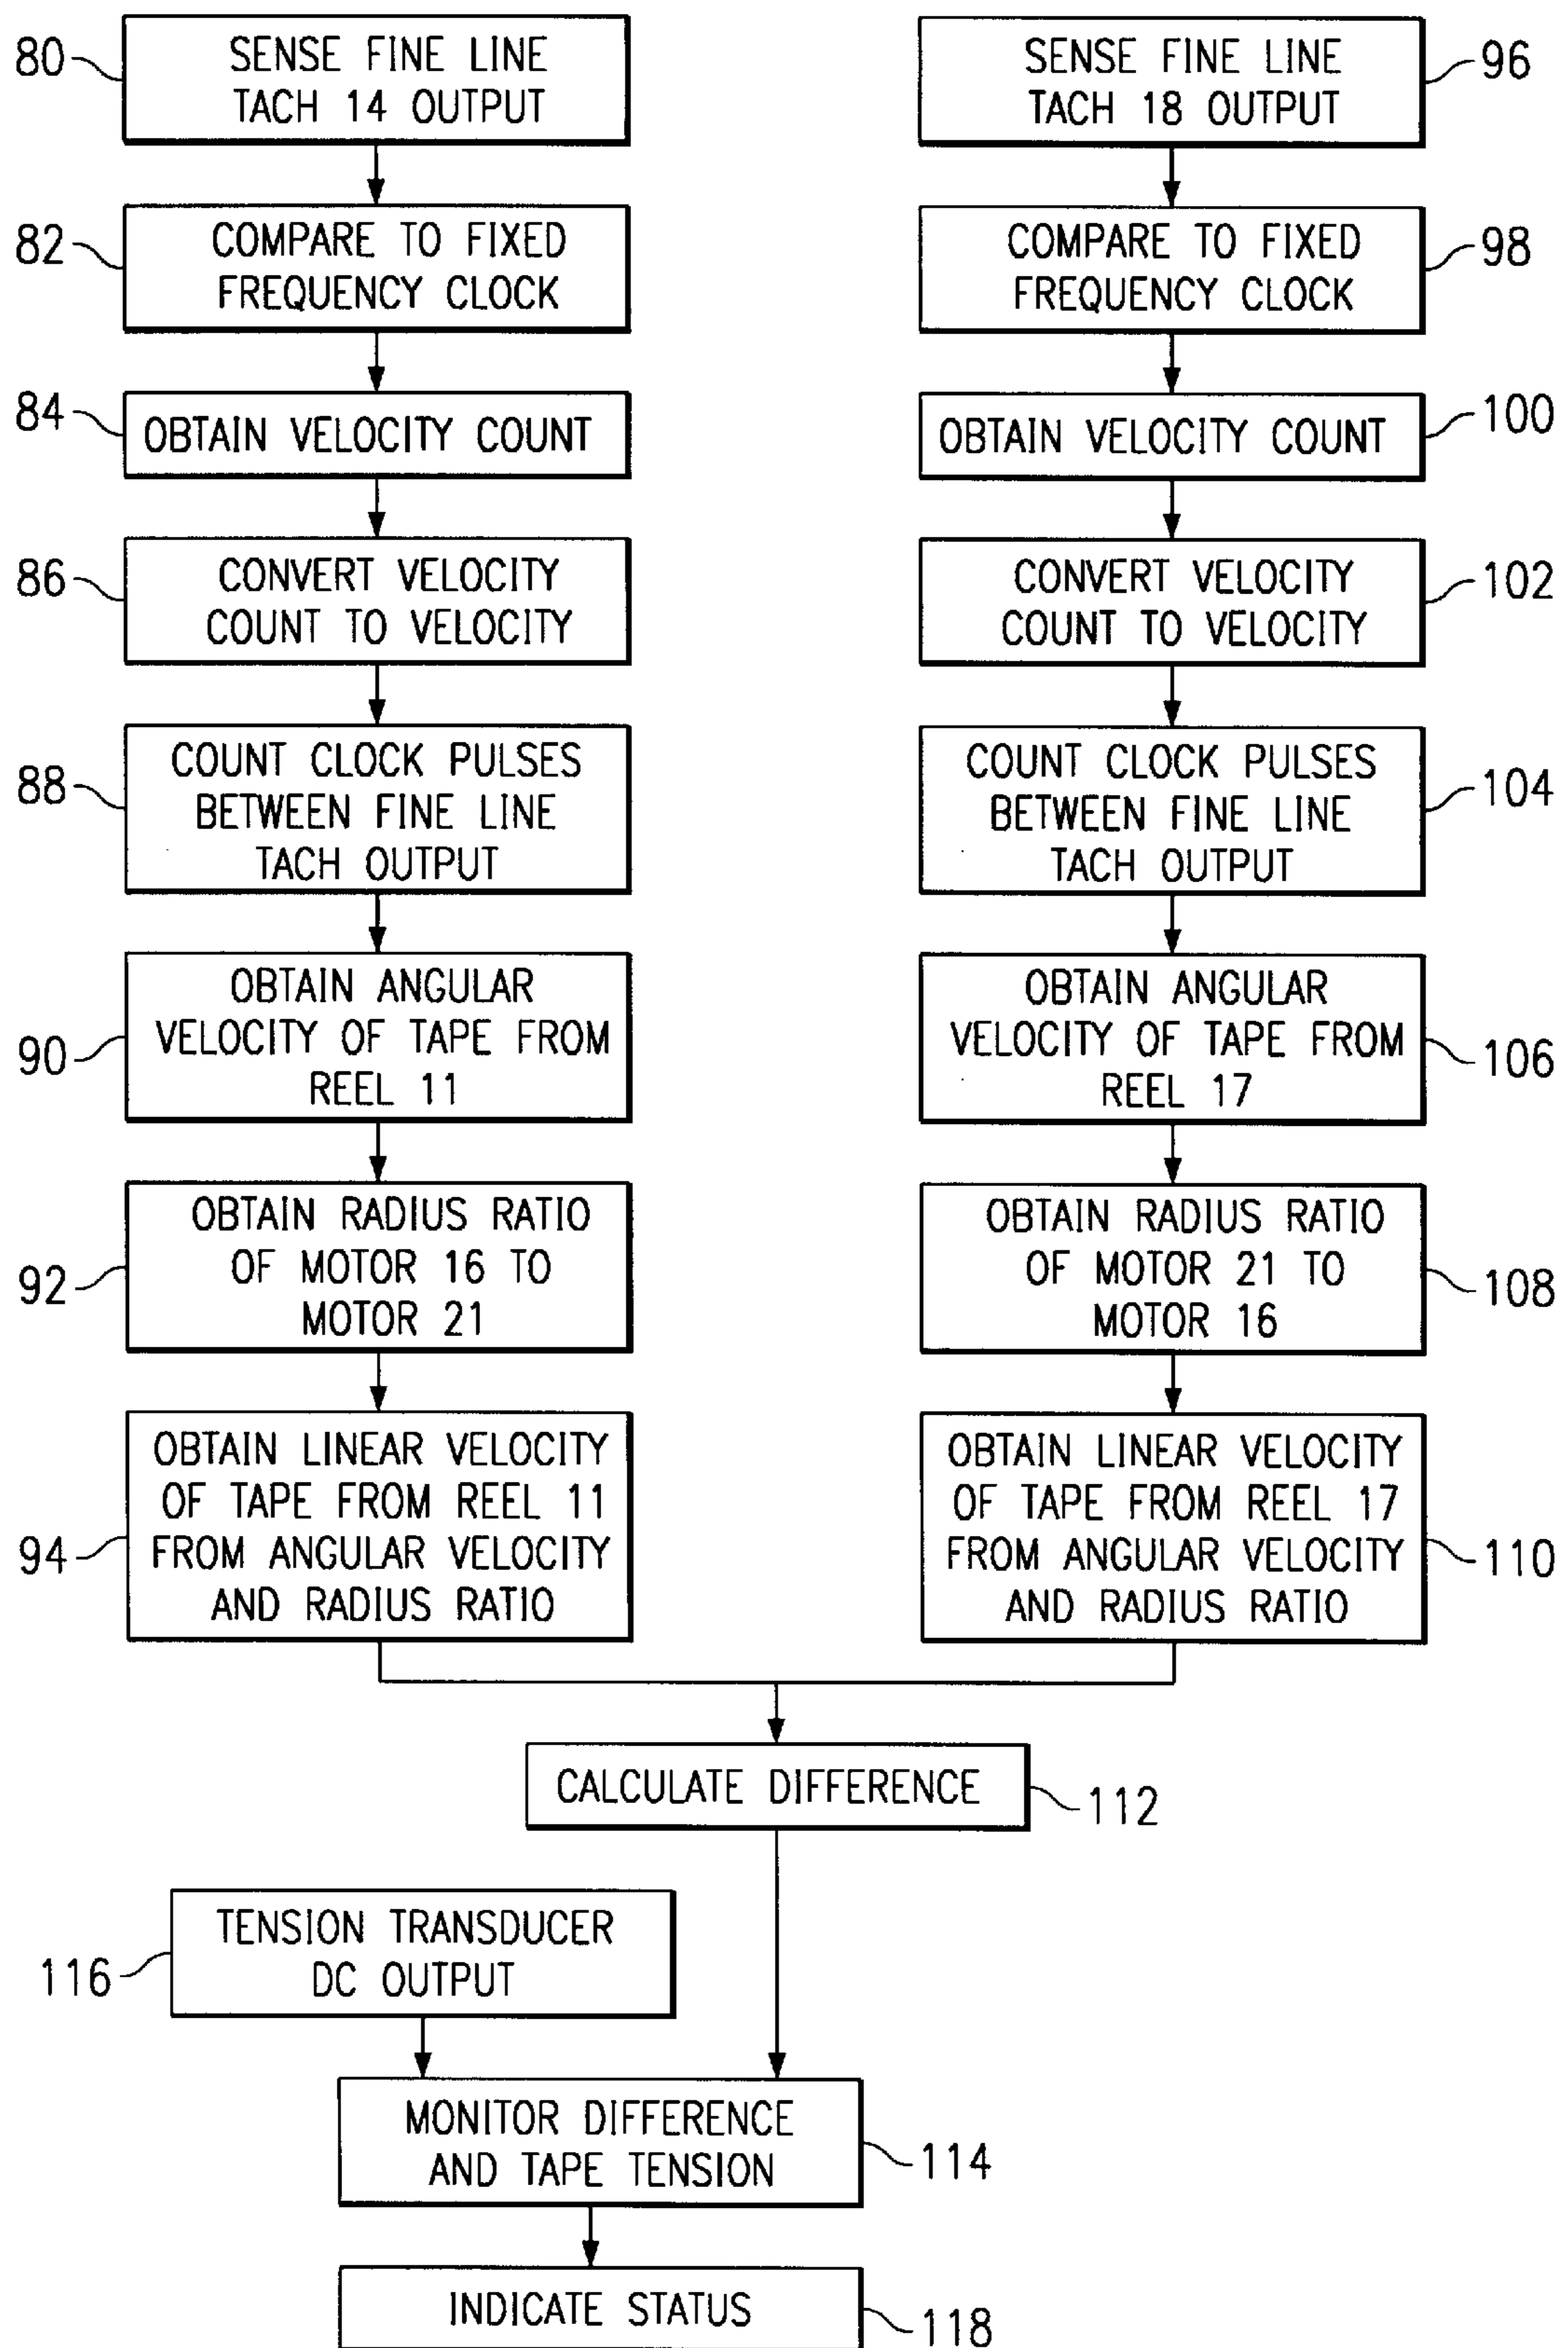 80
SENSE FINE LINE
TACH 14 OUTPUT
82
COMPARE TO FIXED
FREQUENCY CLOCK
84
OBTAIN VELOCITY COUNT
86
CONVERT VELOCITY
COUNT TO VELOCITY
88
COUNT CLOCK PULSES
BETWEEN FINE LINE
TACH OUTPUT
90
OBTAIN ANGULAR
VELOCITY OF TAPE FROM
REEL 11
92
OBTAIN RADIUS RATIO
OF MOTOR 16 TO
MOTOR 21
94
OBTAIN LINEAR VELOCITY
OF TAPE FROM REEL 11
FROM ANGULAR VELOCITY
AND RADIUS RATIO
96
SENSE FINE LINE
TACH 18 OUTPUT
98
COMPARE TO FIXED
FREQUENCY CLOCK
100
OBTAIN VELOCITY COUNT
102
CONVERT VELOCITY
COUNT TO VELOCITY
104
COUNT CLOCK PULSES
BETWEEN FINE LINE
TACH OUTPUT
106
OBTAIN ANGULAR
VELOCITY OF TAPE FROM
REEL 17
108
OBTAIN RADIUS RATIO
OF MOTOR 21 TO
MOTOR 16
110
OBTAIN LINEAR VELOCITY
OF TAPE FROM REEL 17
FROM ANGULAR VELOCITY
AND RADIUS RATIO
CALCULATE DIFFERENCE
112
116
TENSION TRANSDUCER
DC OUTPUT
MONITOR DIFFERENCE
AND TAPE TENSION
114
INDICATE STATUS
118